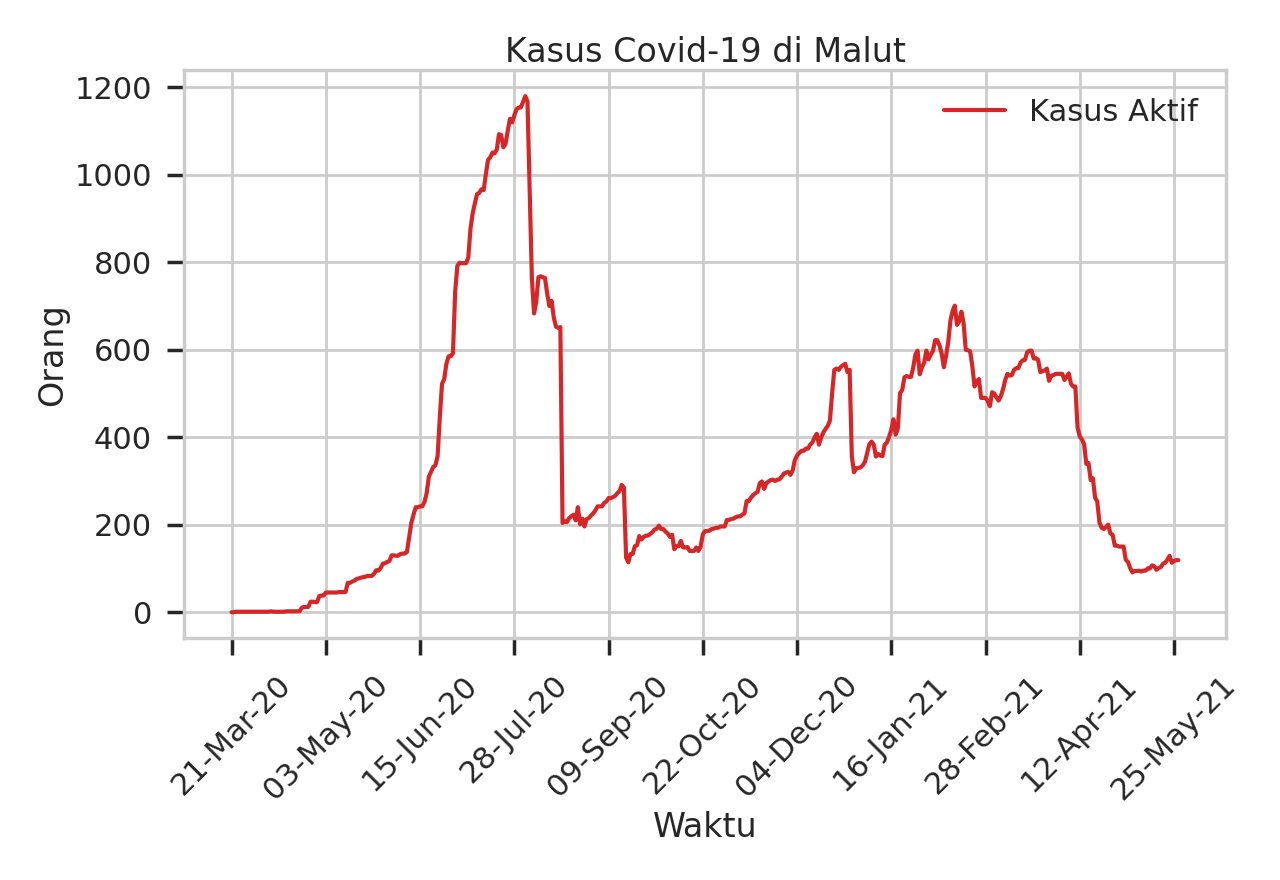 Kasus Covid-19 di Malut
Kasus Aktif
Orang
1200
1000
800
600
400
200
0
21-Mar-20
03-May-20
15-Jun-20
28-Jul-20
09-Sep-20
22-Oct-20
04-Dec-20
16-Jan-21
28-Feb-21
12-Apr-21
25-May-21
Waktu